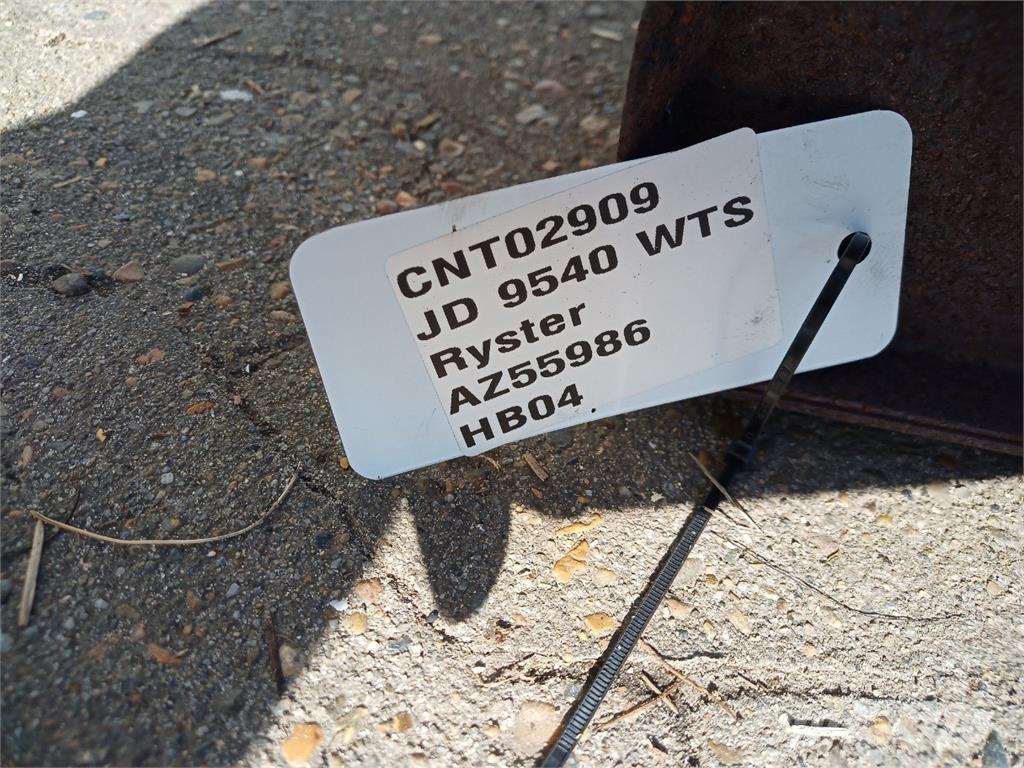 CNT02909
JD 9540 WTS
Ryster
AZ55986
HB04